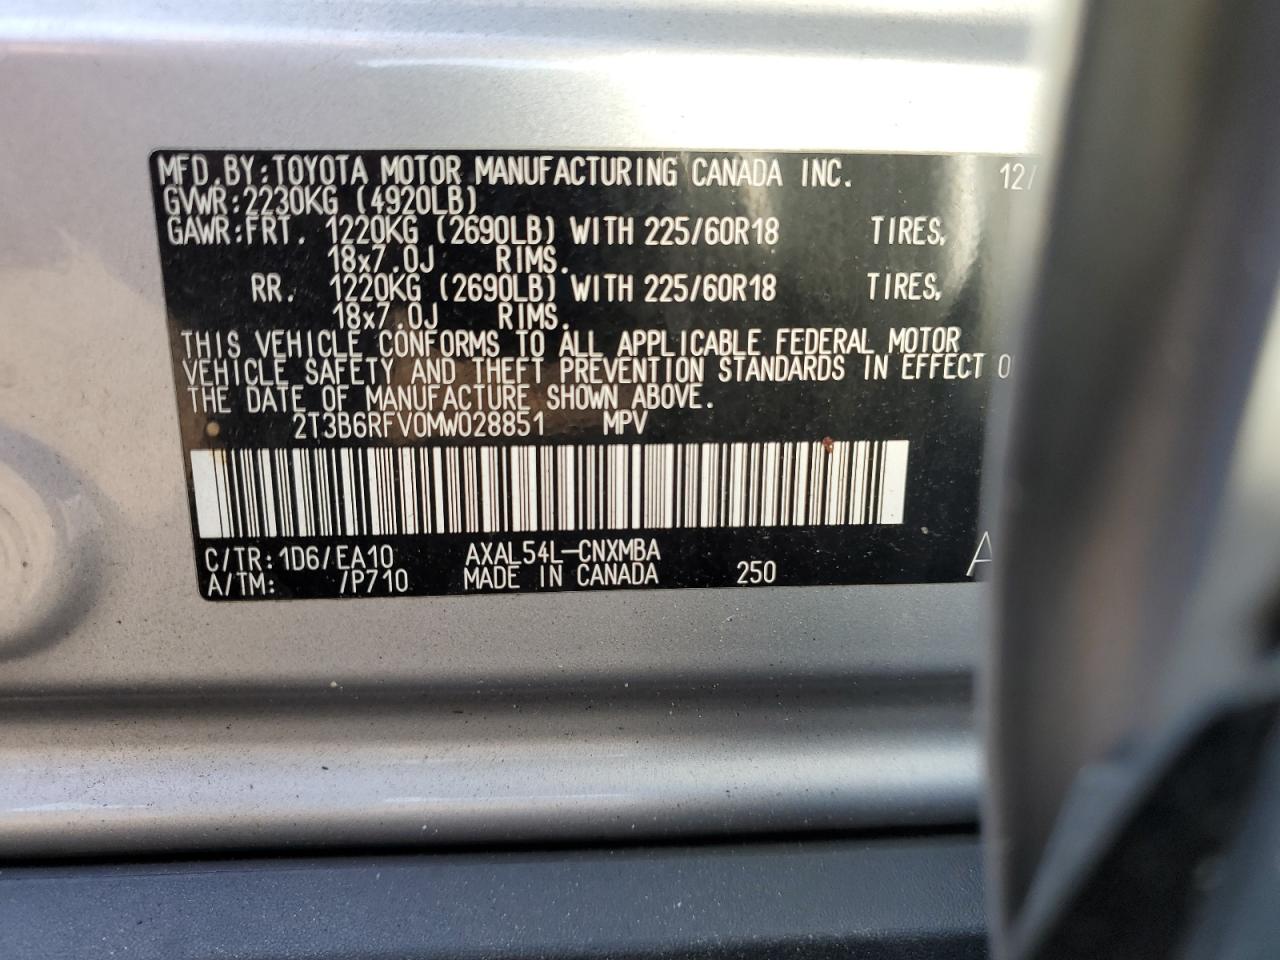 MFD.BY:TOYOTA MOTOR MANUFACTURING CANADA INC. 12/
GVWR:2230KG (4920LB)
GAWR:FRT. 1220KG (2690LB) WITH 225/60R18 TIRES,
18x7.0J RIMS.
RR. 1220KG (2690LB) WITH 225/60R18 TIRES,
18x7.0J RIMS.
THIS VEHICLE CONFORMS TO ALL APPLICABLE FEDERAL MOTOR
VEHICLE SAFETY AND THEFT PREVENTION STANDARDS IN EFFECT
THE DATE OF MANUFACTURE SHOWN ABOVE.
2T3B6RFV0MW028851 MPV
C/TR:1D6/EA10 AXAL54L-CNXMBA
A/TM: /P710 MADE IN CANADA 250